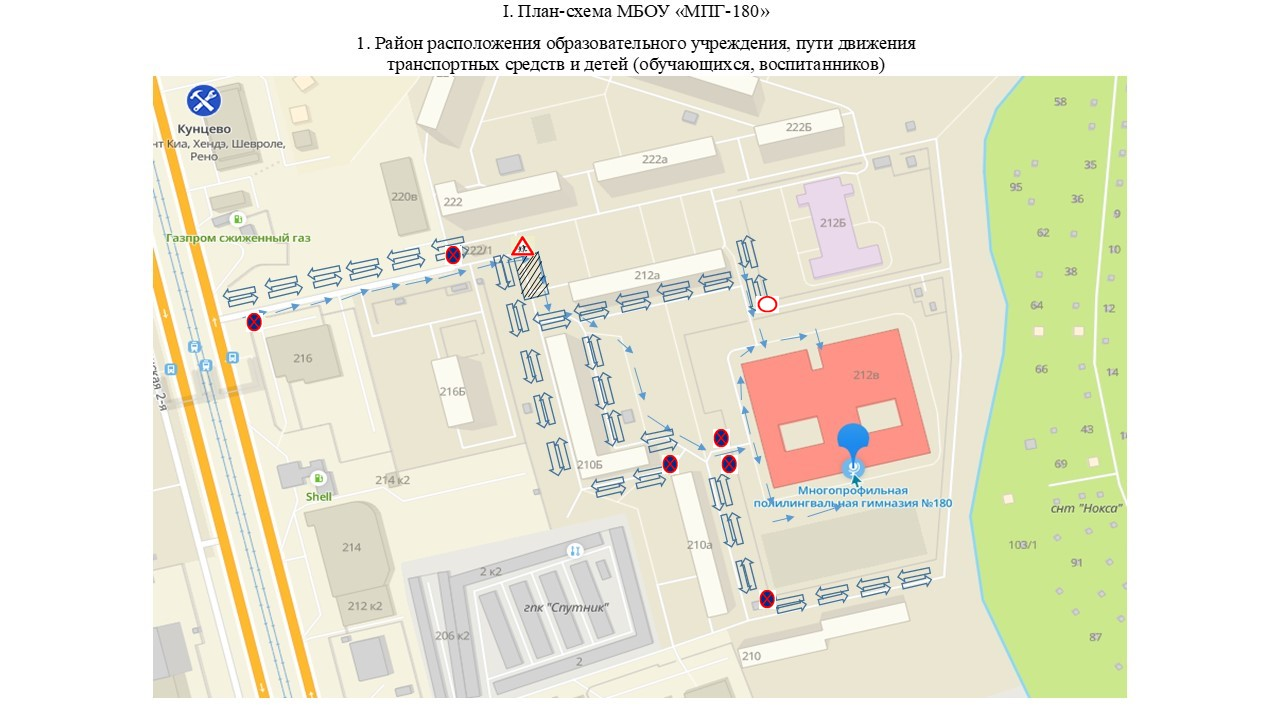 I. План-схема МБОУ «МПГ-180»
1. Район расположения образовательного учреждения, пути движения
транспортных средств и детей (обучающихся, воспитанников)
Кунцево
нт Киа, Хендэ, Шевроле,
Рено
Газпром сжиженный газ
220в
222
222а
222Б
222/1
212Б
212а
212в
216
216Б
210Б
214 к2
Shell
214
212 к2
206 к2
2 к2
гпк "Спутник"
2
210а
210
Многопрофильная
полилингвальная гимназия №180
ская 2-я
58
35
95
36
9
62
10
38
64
12
66
14
43
69
снт "Нокса"
103/1
91
87